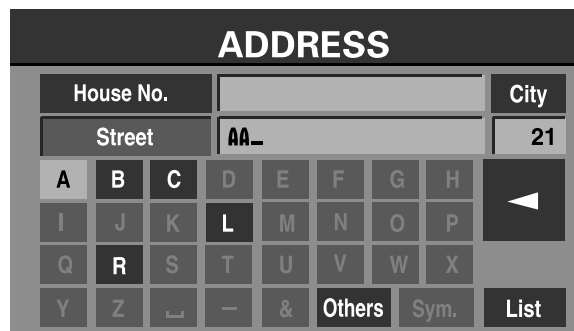 ADDRESS
House No. City
Street AA_ 21
A B C D E F G H
I J K L M N O P
Q R S T U V W X
Y Z ␣ – & Others Sym. List